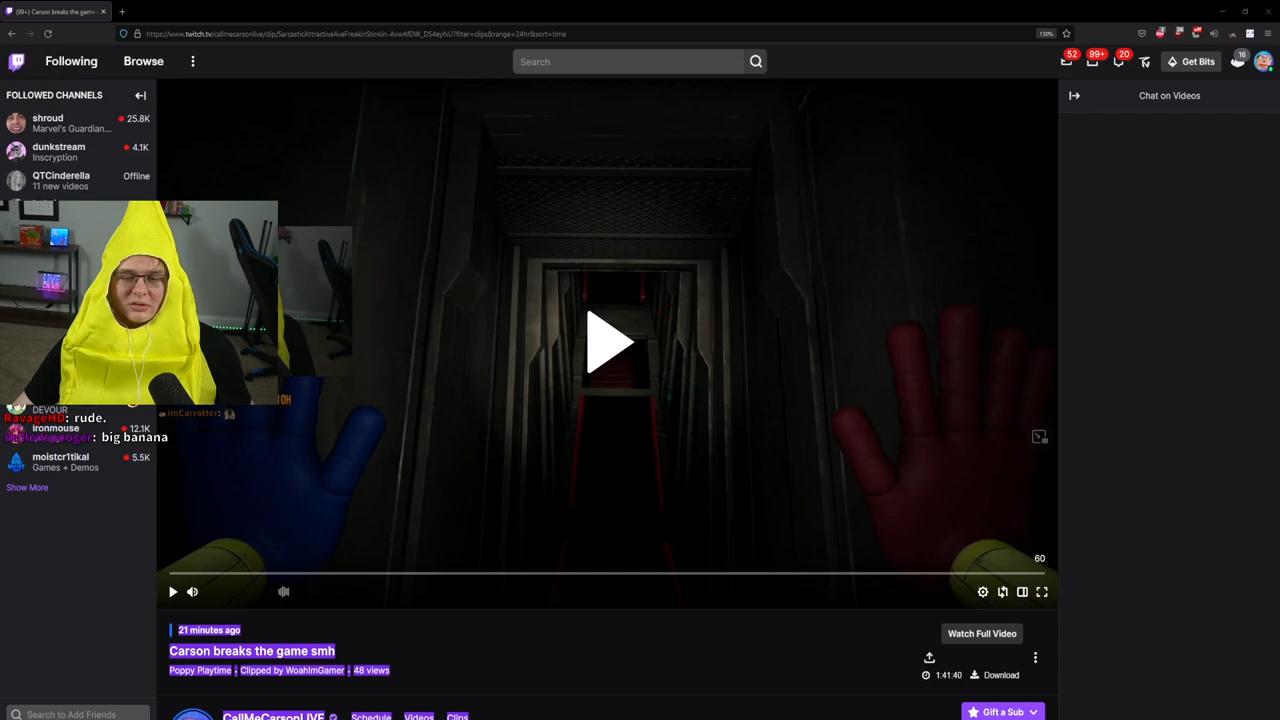 (99+) Carson breaks the game
https://www.twitch.tv/callmecarsonlive/clip/SarcasticAttractiveAxeFreakinStinkin-AxwAfDW_DS4eyfxU?filter=clips&range=24hr&sort=time
130%
Following
Browse
Search
52
99+
20
Get Bits
16
FOLLOWED CHANNELS
Chat on Videos
shroud
25.8K
Marvel's Guardian...
dunkstream
4.1K
Inscryption
QTCinderella
Offline
11 new videos
LIVE
OH
DEVOUR
ImCarrotter:
RavageHD: rude.
ironmouse
12.1K
: big banana
moistcr1tikal
5.5K
Games + Demos
Show More
60
21 minutes ago
Watch Full Video
Carson breaks the game smh
Poppy Playtime · Clipped by WoahImGamer · 48 views
1:41:40
Download
Search to Add Friends
CallMeCarsonLIVE
Schedule
Videos
Clips
Gift a Sub